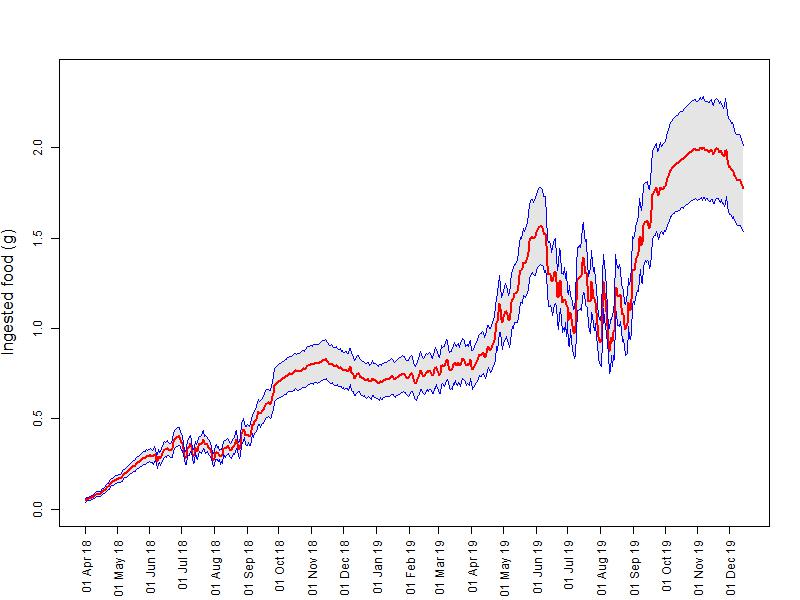 Ingested food (g)
2.0
1.5
1.0
0.5
0.0
01 Apr 18
01 May 18
01 Jun 18
01 Jul 18
01 Aug 18
01 Sep 18
01 Oct 18
01 Nov 18
01 Dec 18
01 Jan 19
01 Feb 19
01 Mar 19
01 Apr 19
01 May 19
01 Jun 19
01 Jul 19
01 Aug 19
01 Sep 19
01 Oct 19
01 Nov 19
01 Dec 19